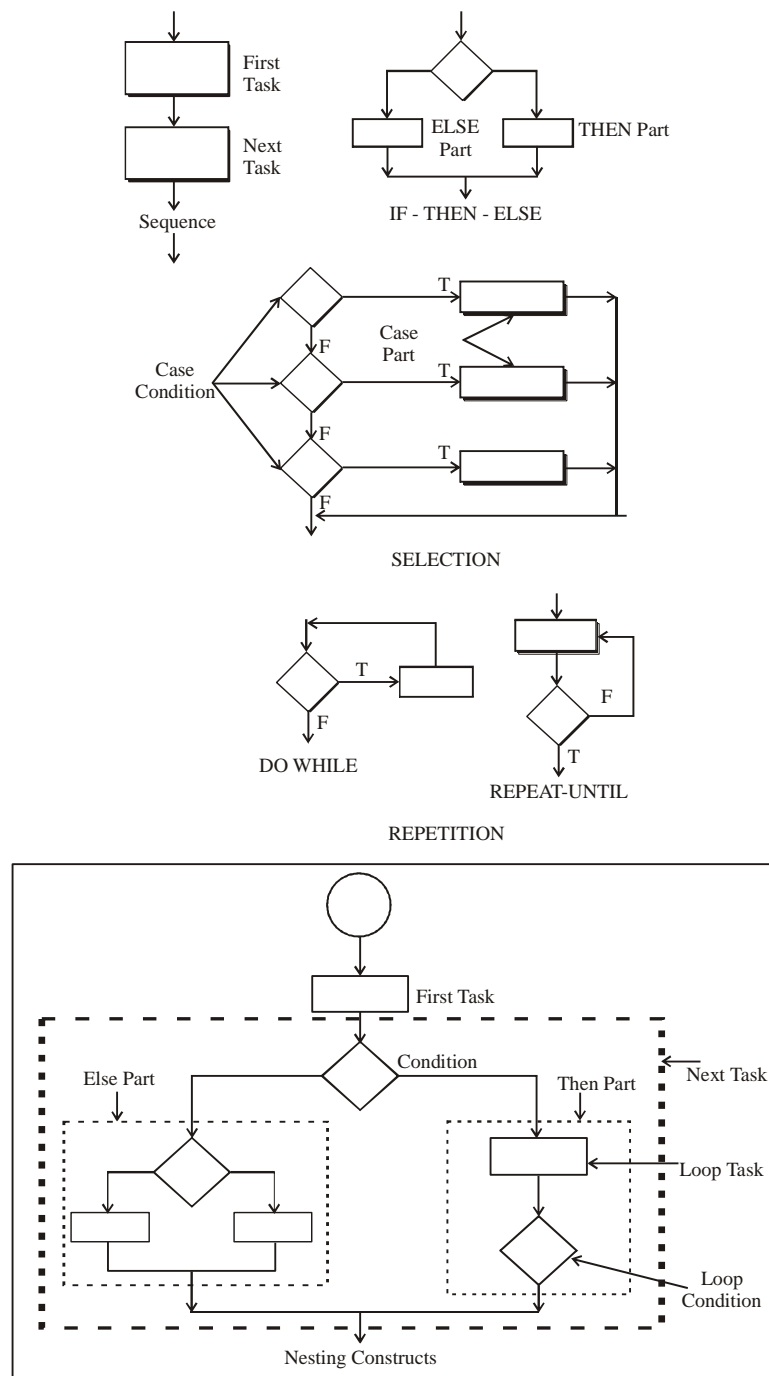 First
Task
Next
Task
Sequence
ELSE
Part
THEN Part
IF - THEN - ELSE
T
Case
Part
F
T
Case
Condition
F
T
F
SELECTION
T
F
DO WHILE
F
T
REPEAT-UNTIL
REPETITION
First Task
Condition
Next Task
Else Part
Then Part
Loop Task
Loop
Condition
Nesting Constructs